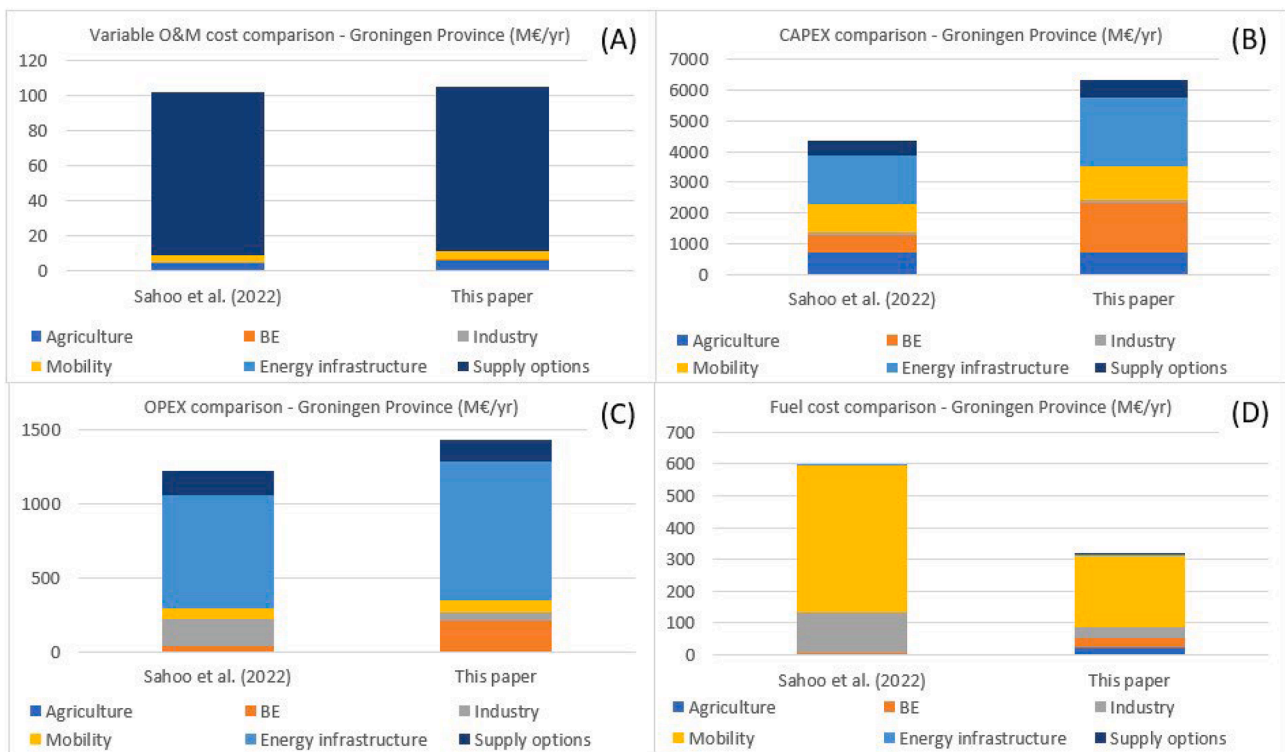 Variable O&M cost comparison - Groningen Province (M€/yr)
(A)
120
100
80
60
40
20
0
Sahoo et al. (2022)
This paper
Agriculture
BE
Industry
Mobility
Energy infrastructure
Supply options
CAPEX comparison - Groningen Province (M€/yr)
(B)
7000
6000
5000
4000
3000
2000
1000
0
Sahoo et al. (2022)
This paper
Agriculture
BE
Industry
Mobility
Energy infrastructure
Supply options
OPEX comparison - Groningen Province (M€/yr)
(C)
1500
1000
500
0
Sahoo et al. (2022)
This paper
Agriculture
BE
Industry
Mobility
Energy infrastructure
Supply options
Fuel cost comparison - Groningen Province (M€/yr)
(D)
700
600
500
400
300
200
100
0
Sahoo et al. (2022)
This paper
Agriculture
BE
Industry
Mobility
Energy infrastructure
Supply options